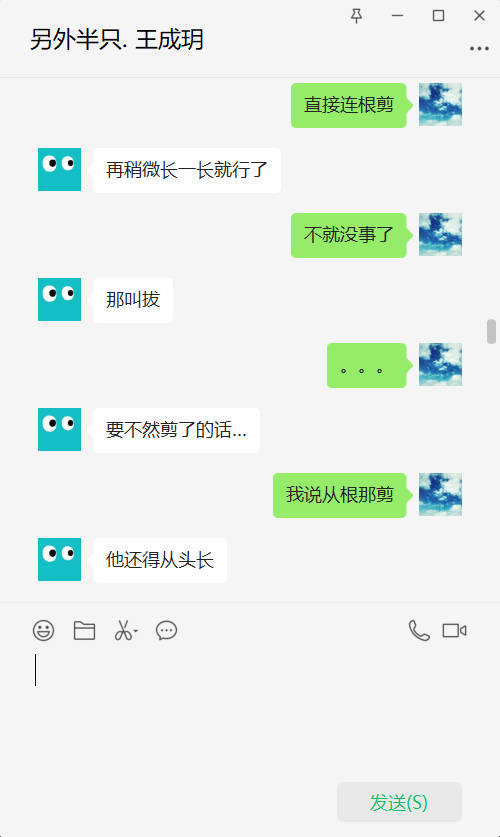 另外半只. 王成玥
直接连根剪
再稍微长一长就行了
不就没事了
那叫拔
。。。
要不然剪了的话...
我说从根那剪
他还得从头长
发送(S)